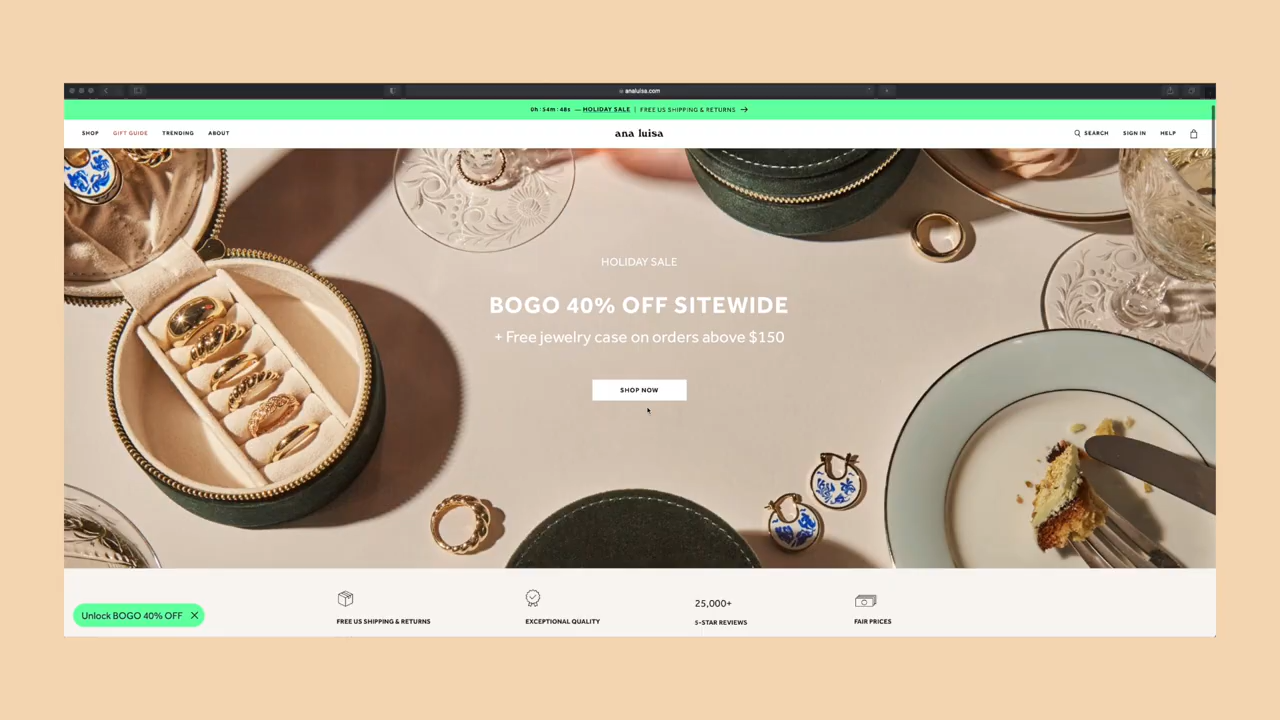 analuisa.com
0h : 54m : 48s — HOLIDAY SALE | FREE US SHIPPING & RETURNS →
SHOP GIFT GUIDE TRENDING ABOUT
ana luisa
SEARCH SIGN IN HELP
HOLIDAY SALE
BOGO 40% OFF SITEWIDE
+ Free jewelry case on orders above $150
SHOP NOW
Unlock BOGO 40% OFF
FREE US SHIPPING & RETURNS
EXCEPTIONAL QUALITY
25,000+
5-STAR REVIEWS
FAIR PRICES